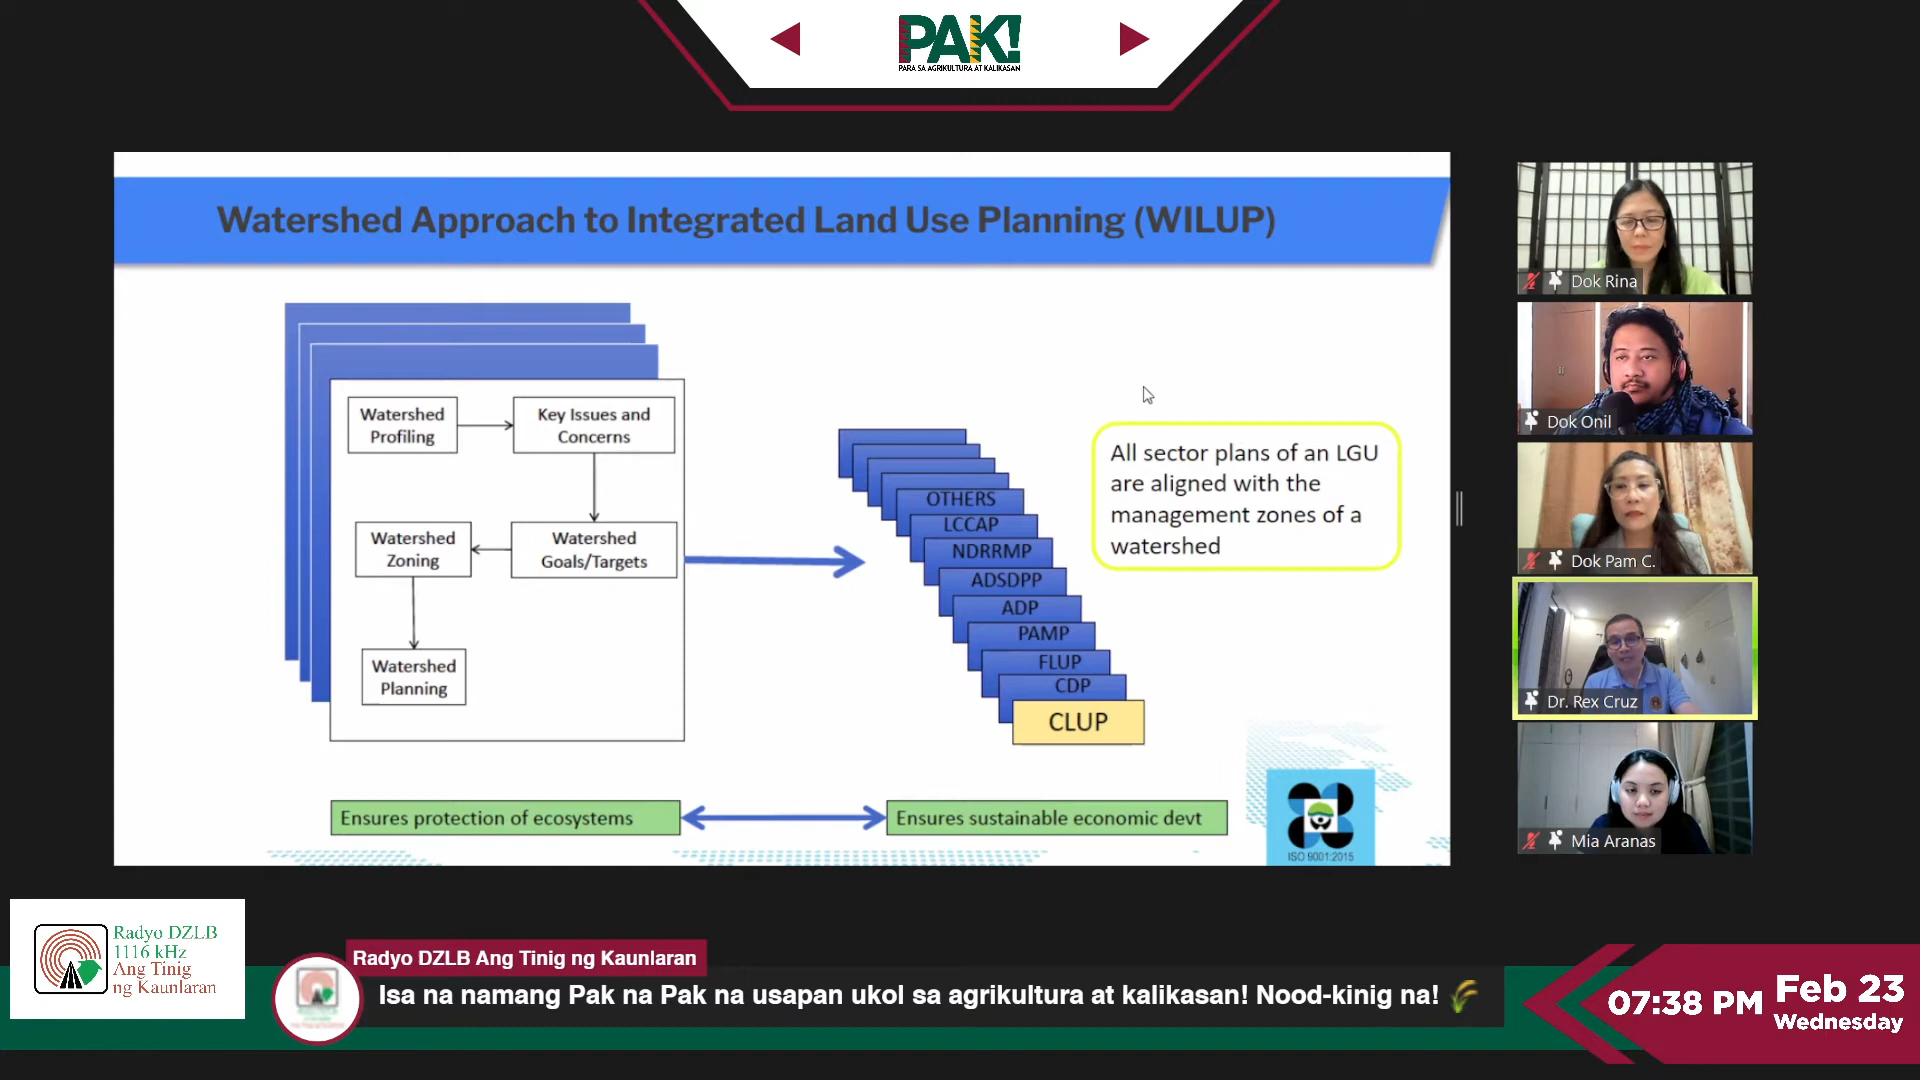 PAK!
PARA SA AGRIKULTURA AT KALIKASAN
Watershed Approach to Integrated Land Use Planning (WILUP)
Watershed
Profiling
Key Issues and
Concerns
Watershed
Zoning
Watershed
Goals/Targets
Watershed
Planning
OTHERS
LCCAP
NDRRMP
ADSDPP
ADP
PAMP
FLUP
CDP
CLUP
All sector plans of an LGU
are aligned with the
management zones of a
watershed
Ensures protection of ecosystems
Ensures sustainable economic devt
ISO 9001:2015
Dok Rina
Dok Onil
Dok Pam C.
Dr. Rex Cruz
Mia Aranas
Radyo DZLB
1116 kHz
Ang Tinig
ng Kaunlaran
Radyo DZLB Ang Tinig ng Kaunlaran
Isa na namang Pak na Pak na usapan ukol sa agrikultura at kalikasan! Nood-kinig na!
07:38 PM
Feb 23
Wednesday